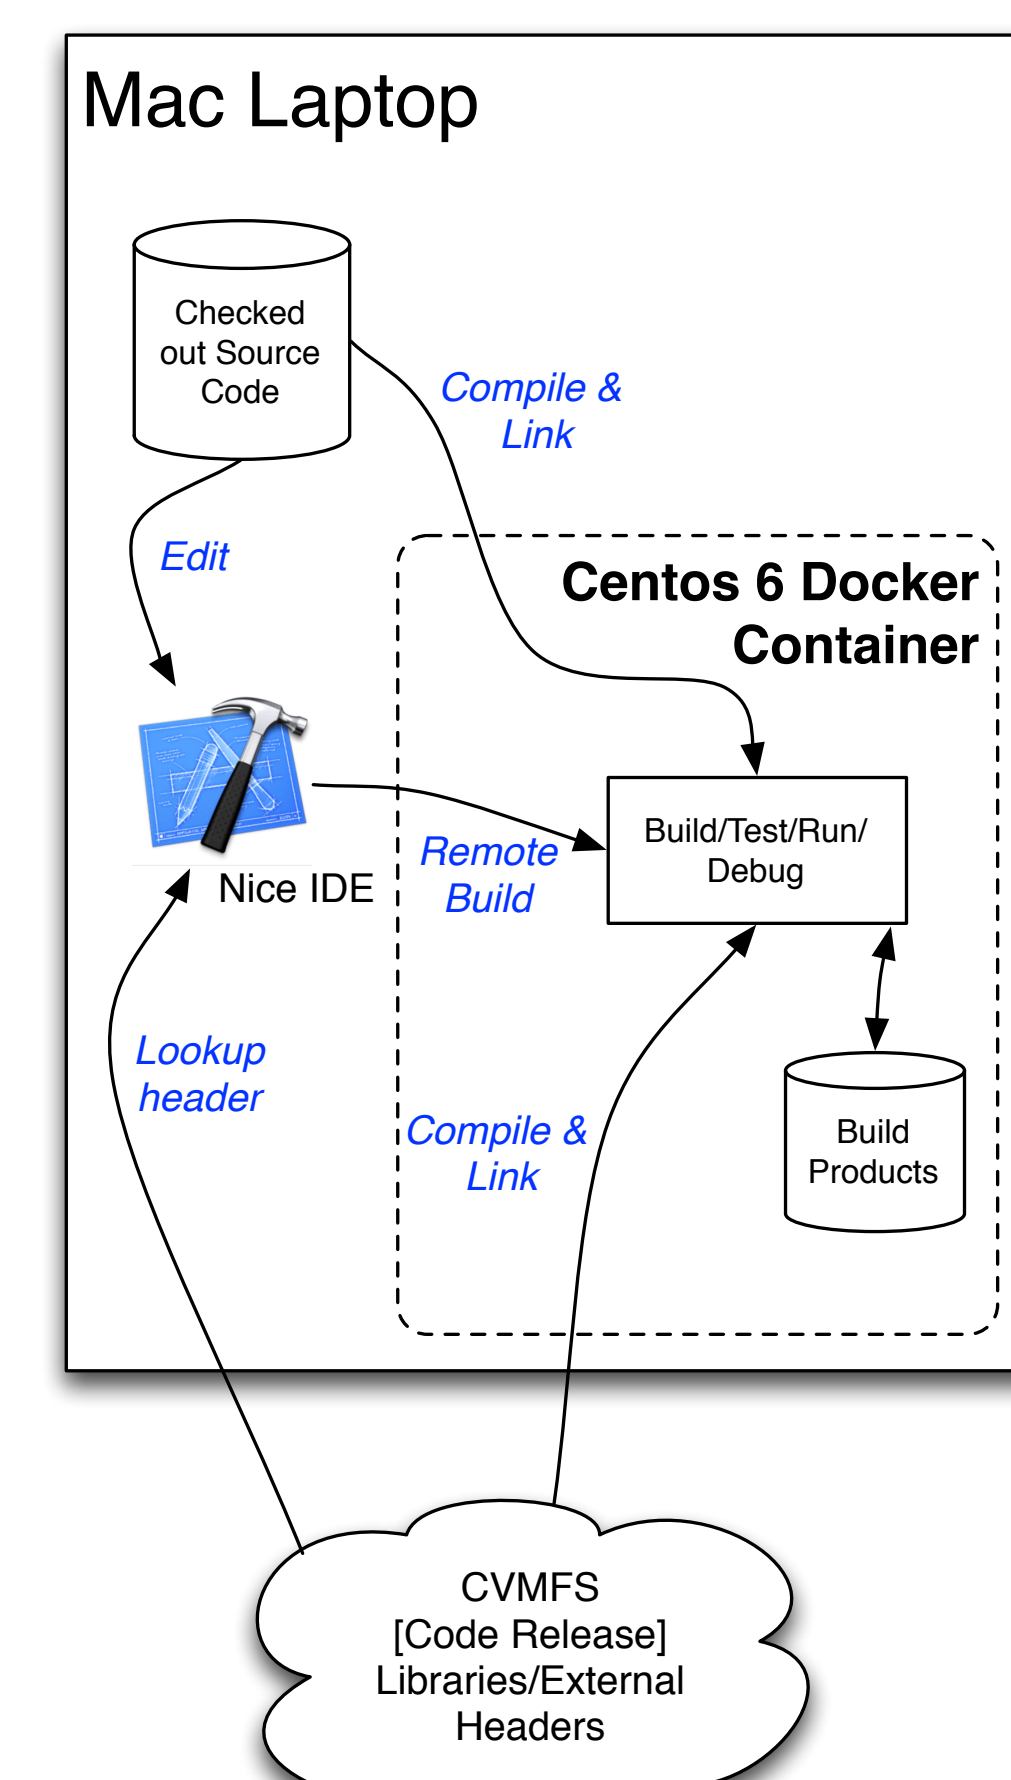 Mac Laptop
Checked
out Source
Code
Compile &
Link
Edit
Centos 6 Docker
Container
Build/Test/Run/
Debug
Remote
Build
Nice IDE
Lookup
header
Compile &
Link
Build
Products
CVMFS
[Code Release]
Libraries/External
Headers